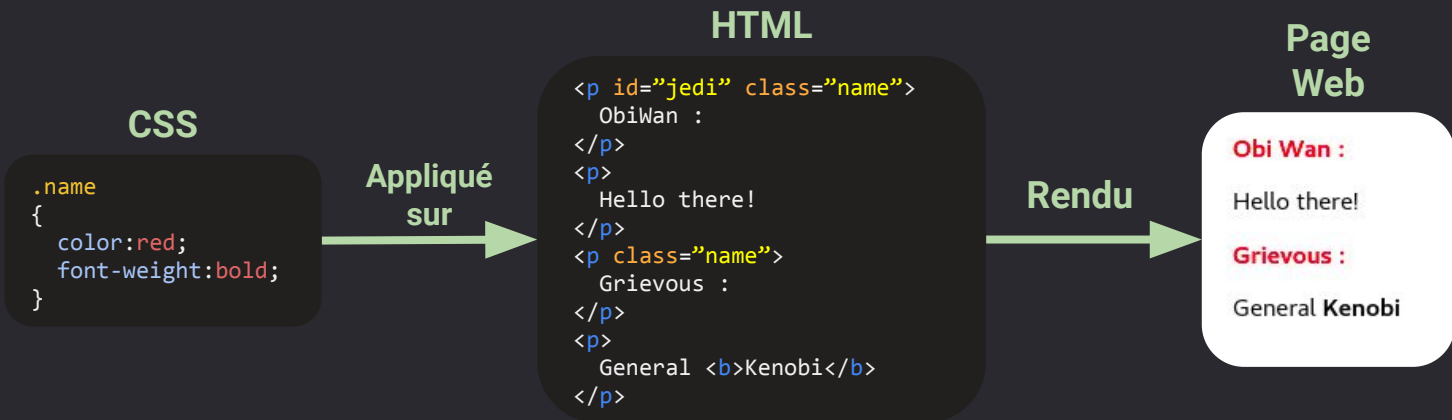 CSS
.name
{
  color:red;
  font-weight:bold;
}
Appliqué
sur
HTML
<p id=”jedi” class=”name”>
  ObiWan :
</p>
<p>
  Hello there!
</p>
<p class=”name”>
  Grievous :
</p>
<p>
  General <b>Kenobi</b>
</p>
Rendu
Page
Web
Obi Wan :
Hello there!
Grievous :
General Kenobi